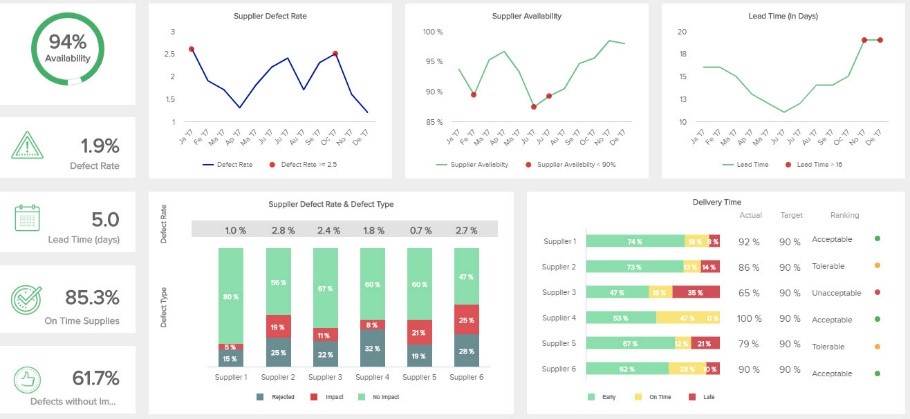 94%
Availability
1.9%
Defect Rate
5.0
Lead Time (days)
85.3%
On Time Supplies
61.7%
Defects without Im...
Supplier Defect Rate
3
2.5
2
1,5
1
Ja '17 Fe '17 Ma '17 Ap '17 Ma '17 Ju '17 Ju '17 Au '17 Se '17 Oc '17 No '17 De '17
Defect Rate Defect Rate >= 2.5
Supplier Availability
100 %
95 %
90 %
85 %
Ja '17 Fe '17 Ma '17 Ap '17 Ma '17 Ju '17 Ju '17 Au '17 Se '17 Oc '17 No '17 De '17
Supplier Availability Supplier Availability < 90%
Lead Time (In Days)
20
18
15
13
10
Ja '17 Fe '17 Ma '17 Ap '17 Ma '17 Ju '17 Ju '17 Au '17 Se '17 Oc '17 No '17 De '17
Lead Time Lead Time > 16
Supplier Defect Rate & Defect Type
Defect Rate
1.0 % 2.8 % 2.4 % 1.8 % 0.7 % 2.7 %
Defect Type
80 % 56 % 67 % 60 % 60 % 47 %
5 % 19 % 11 % 8 % 21 % 25 %
15 % 25 % 22 % 32 % 19 % 28 %
Supplier 1 Supplier 2 Supplier 3 Supplier 4 Supplier 5 Supplier 6
Rejected Impact No Impact
Delivery Time
Actual Target Ranking
Supplier 1 74 % 8 % 92 % 90 % Acceptable
Supplier 2 73 % 14 % 86 % 90 % Tolerable
Supplier 3 47 % 35 % 65 % 90 % Unacceptable
Supplier 4 53 % 47 % 0 % 100 % 90 % Acceptable
Supplier 5 67 % 12 % 21 % 79 % 90 % Tolerable
Supplier 6 62 % 28 % 10 % 90 % 90 % Acceptable
Early On Time Late